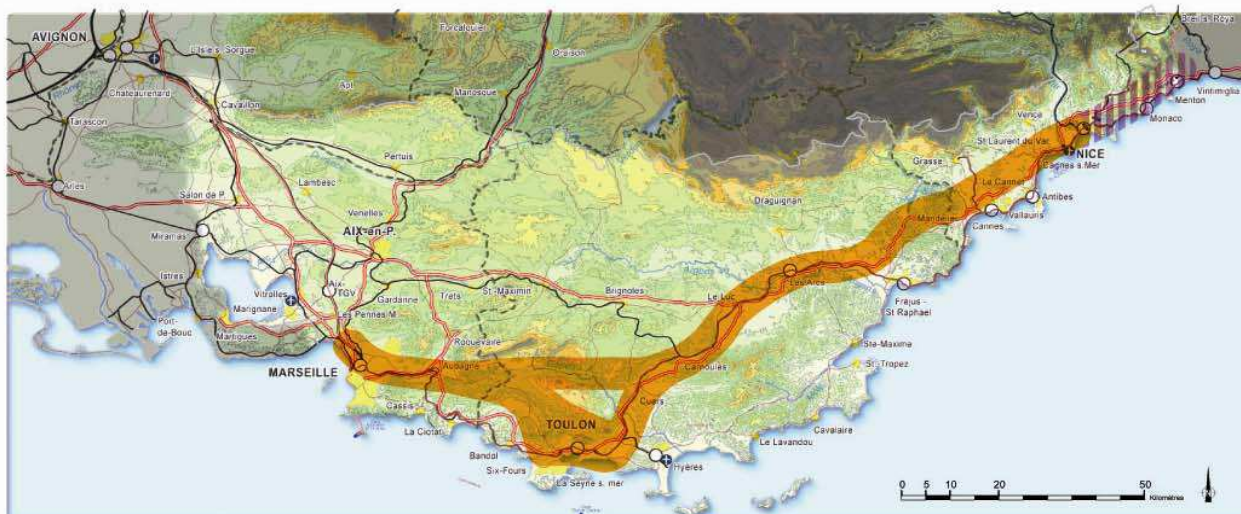 AVIGNON
L'Isle s. Sorgue
Forcalquier
Oraison
Breil s. Roya
Rhône
Chateaurenard
Apt
Manosque
Cavaillon
Tarascon
Vintimiglia
Menton
Monaco
Vence
St Laurent du Var
Pertuis
Grasse
NICE
Cagnes s.Mer
Arles
Lambesc
Salon de P.
Le Cannet
Antibes
Venelles
Draguignan
Vallauris
Mandelieu
Cannes
Miramas
AIX-en-P.
Istres
Aix-
TGV
Vitrolles
Gardanne
Trets
St -Maximin
Brignoles
Le Luc
Les Arcs
Marignane
Les Pennes M.
Fréjus -
St Raphael
Port-
de-Bouc
Martigues
Roquevaire
Ste-Maxime
St -Tropez
MARSEILLE
Aubagne
Carnoules
Cassis
Cuers
La Ciotat
TOULON
Cavalaire
Bandol
Le Lavandou
Six-Fours
Hyères
La Seyne s. mer
0 5 10 20 50
Kilomètres
N